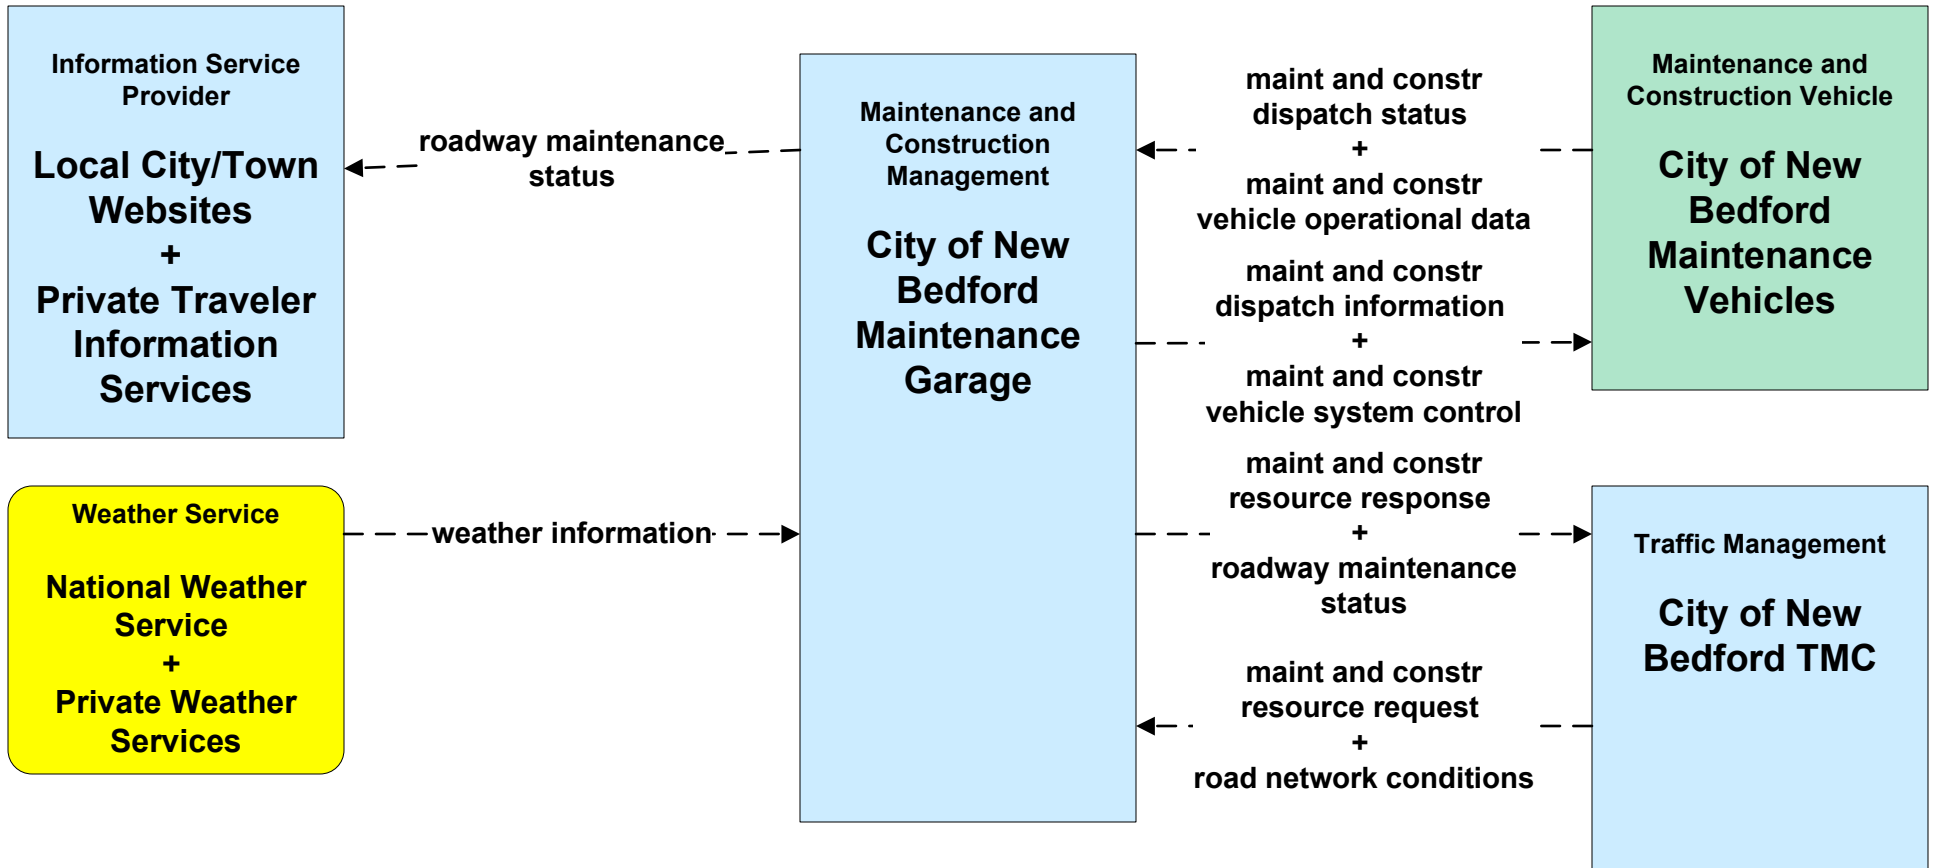 Information Service
Provider
Local City/Town
Websites
+
Private Traveler
Information
Services
roadway maintenance
status
Weather Service
National Weather
Service
+
Private Weather
Services
weather information
Maintenance and
Construction
Management
City of New
Bedford
Maintenance
Garage
maint and constr
dispatch status
+
maint and constr
vehicle operational data
maint and constr
dispatch information
+
maint and constr
vehicle system control
maint and constr
resource response
+
roadway maintenance
status
maint and constr
resource request
+
road network conditions
Maintenance and
Construction Vehicle
City of New
Bedford
Maintenance
Vehicles
Traffic Management
City of New
Bedford TMC